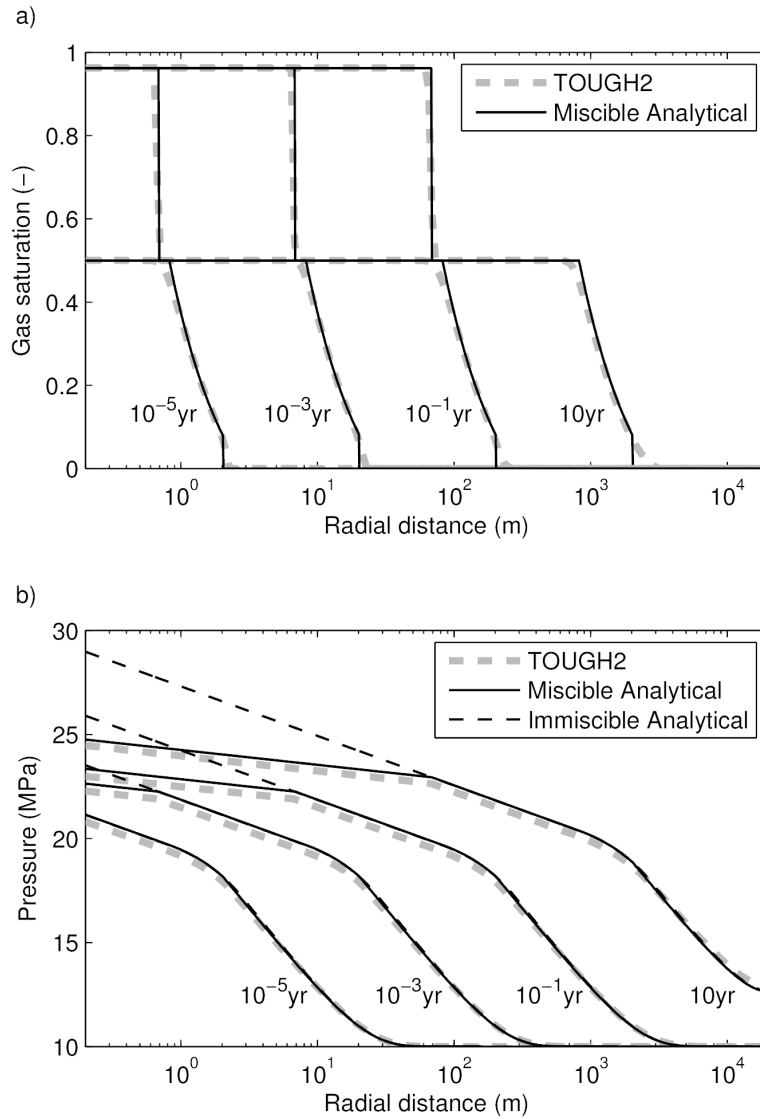 a)
1
0.8
0.6
0.4
0.2
0
Gas saturation (−)
TOUGH2
Miscible Analytical
10⁻⁵yr
10⁻³yr
10⁻¹yr
10yr
10⁰
10¹
10²
10³
10⁴
Radial distance (m)
b)
30
25
20
15
10
Pressure (MPa)
TOUGH2
Miscible Analytical
Immiscible Analytical
10⁻⁵yr
10⁻³yr
10⁻¹yr
10yr
10⁰
10¹
10²
10³
10⁴
Radial distance (m)